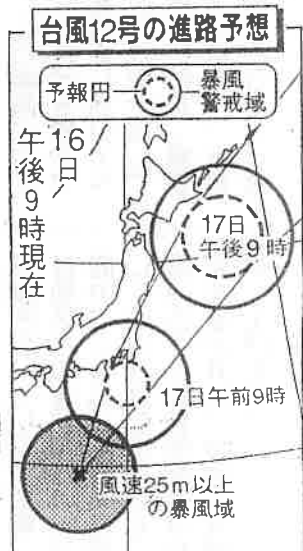 台風12号の進路予想
予報円
暴風
警戒域
16日
午後9時現在
17日
午後9時
17日午前9時
風速25m以上
の暴風域